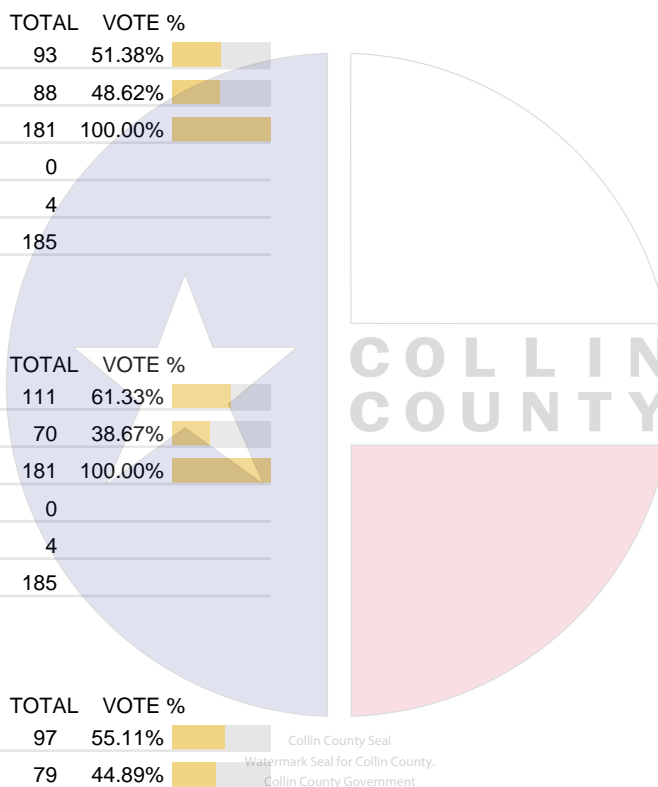 TOTAL VOTE %
93 51.38%
88 48.62%
181 100.00%
0
4
185
TOTAL VOTE %
111 61.33%
70 38.67%
181 100.00%
0
4
185
COLLIN
COUNTY
TOTAL VOTE %
97 55.11%
79 44.89%
Collin County Seal
Watermark Seal for Collin County.
Collin County Government